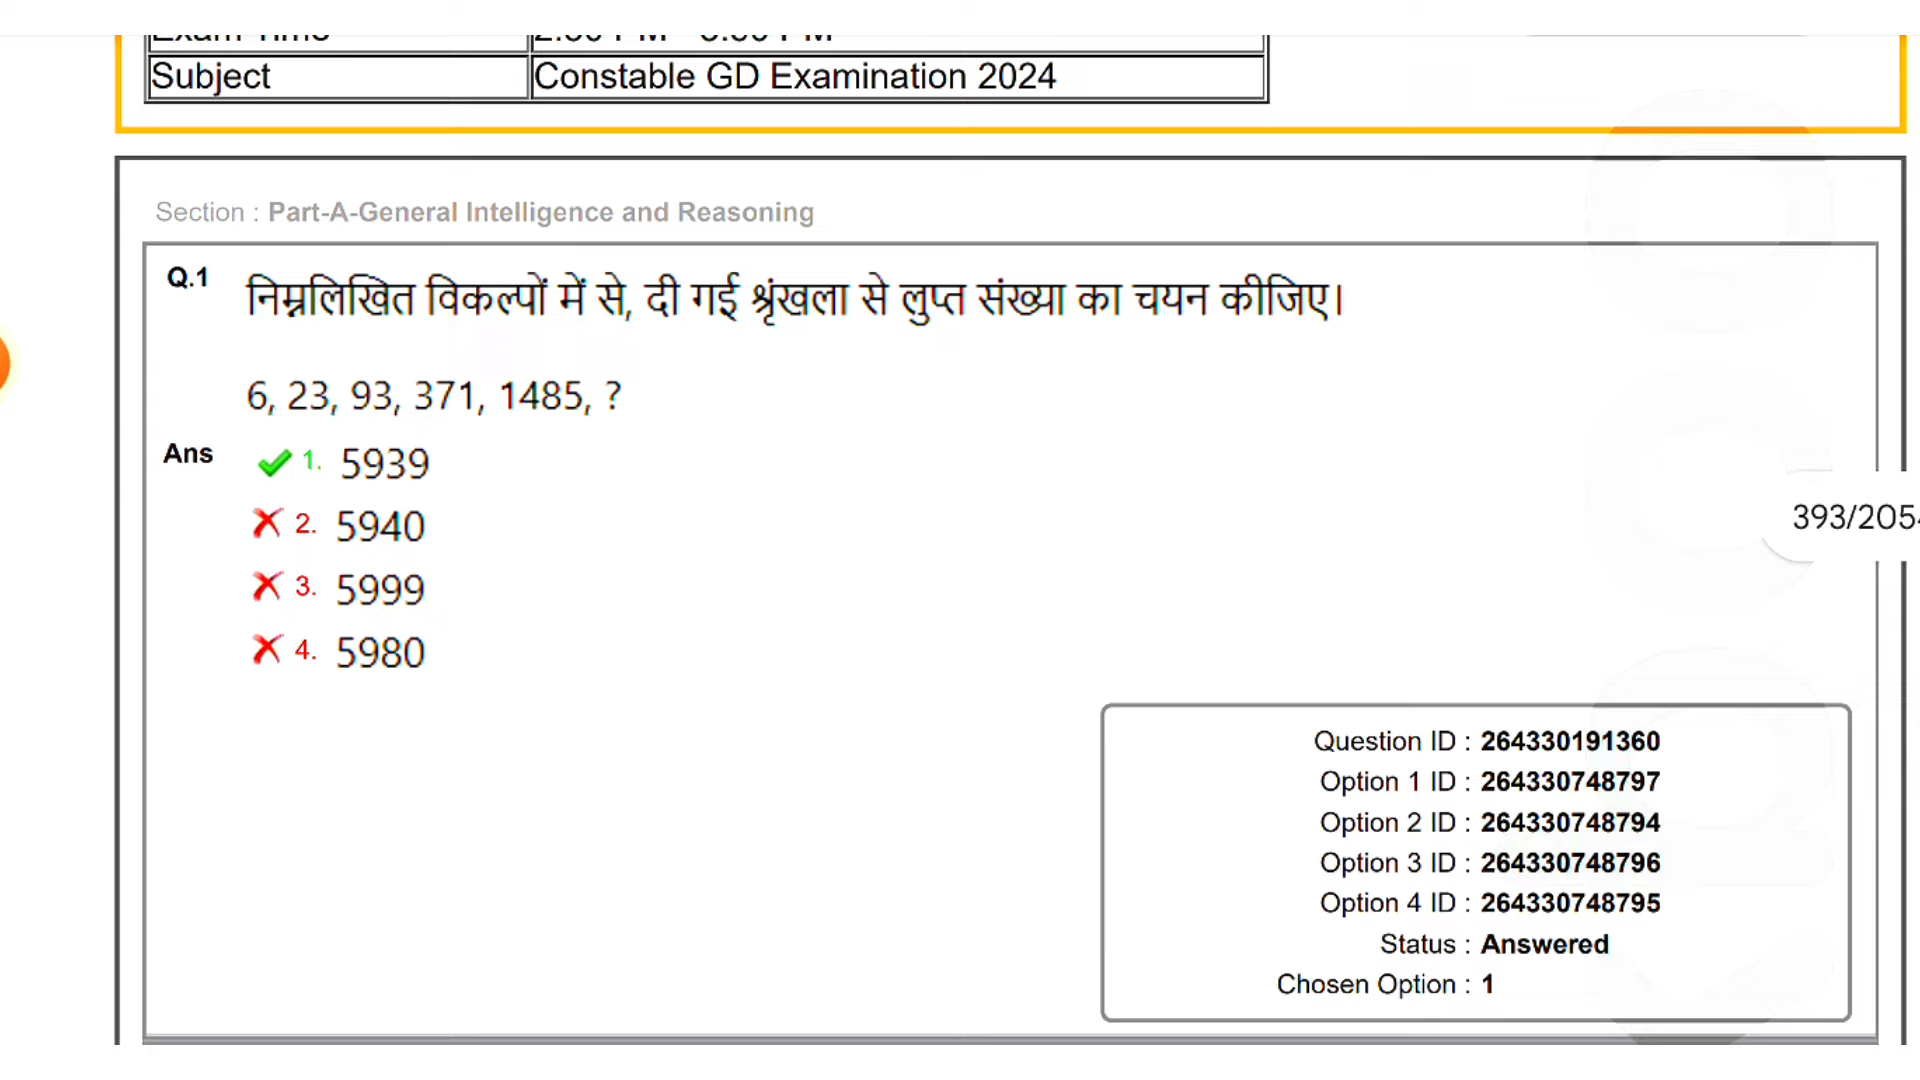 Subject Constable GD Examination 2024
Section : Part-A-General Intelligence and Reasoning
Q.1 निम्नलिखित विकल्पों में से, दी गई श्रृंखला से लुप्त संख्या का चयन कीजिए।
6, 23, 93, 371, 1485, ?
Ans 1. 5939
393/2054
2. 5940
3. 5999
4. 5980
Question ID : 264330191360
Option 1 ID : 264330748797
Option 2 ID : 264330748794
Option 3 ID : 264330748796
Option 4 ID : 264330748795
Status : Answered
Chosen Option : 1